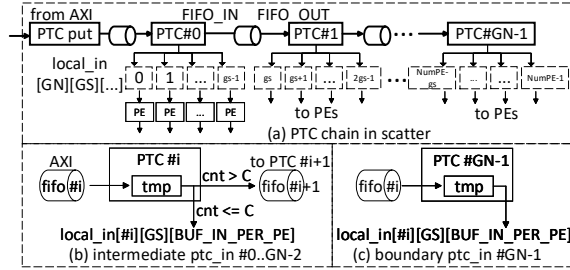 from AXI
FIFO_IN
FIFO_OUT
PTC put
PTC#0
PTC#1
...
PTC#GN-1
local_in
[GN][GS][...]
0 1 ... gs-1
gs gs+1 ... 2gs-1
...
NumPE-gs ... ... NumPE-1
PE PE ... PE
to PEs
to PEs
(a) PTC chain in scatter
AXI
PTC #i
to PTC #i+1
fifo #i
tmp
cnt > C
fifo #i+1
cnt <= C
local_in[#i][GS][BUF_IN_PER_PE]
(b) intermediate ptc_in #0..GN-2
PTC #GN-1
fifo #i
tmp
local_in[#i][GS][BUF_IN_PER_PE]
(c) boundary ptc_in #GN-1